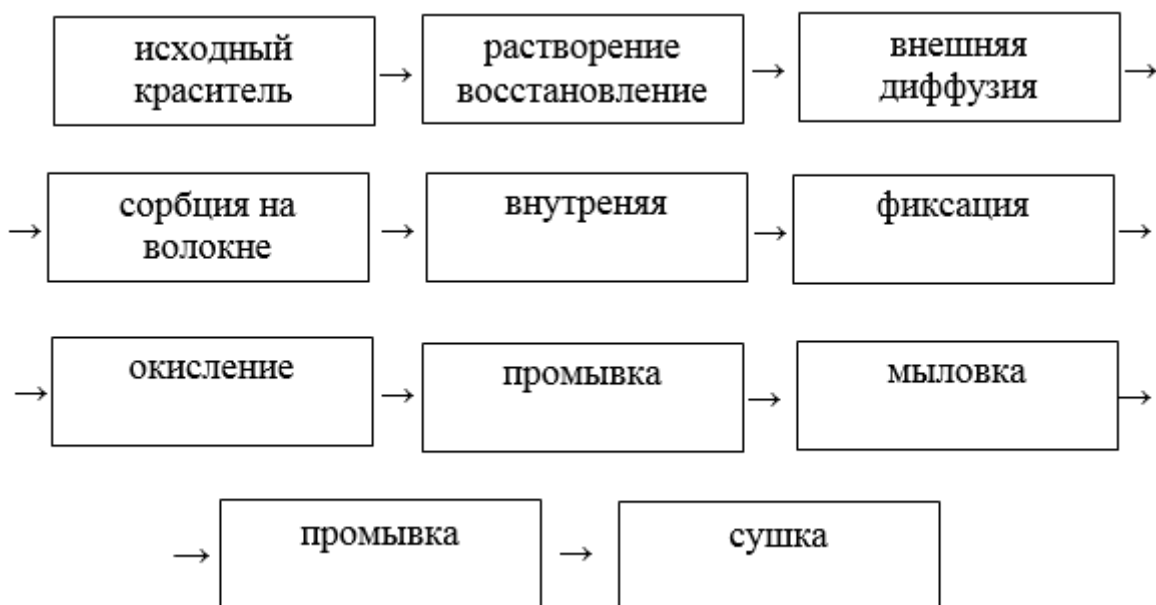 исходный
краситель
→
растворение
восстановление
→
внешняя
диффузия
→
→
сорбция на
волокне
→
внутреняя
→
фиксация
→
→
окисление
→
промывка
→
мыловка
→
→
промывка
→
сушка